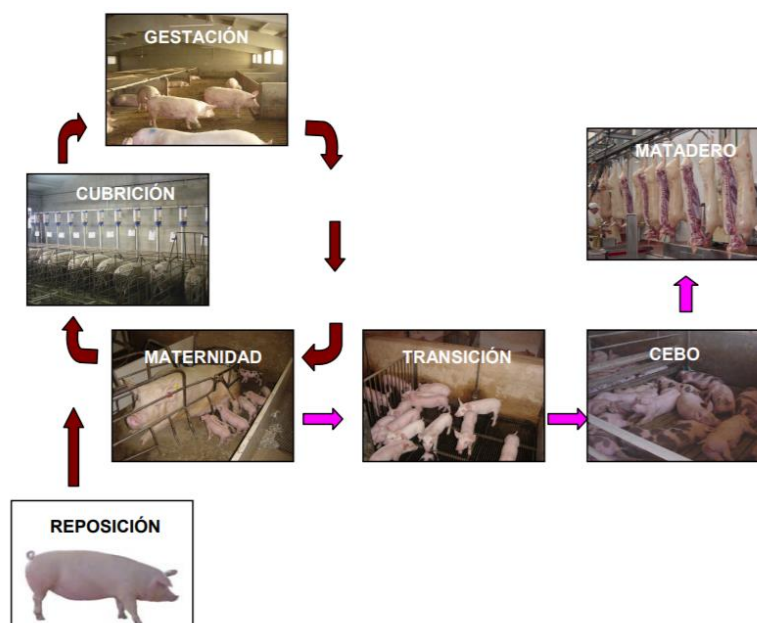 GESTACIÓN
MATADERO
CUBRICIÓN
MATERNIDAD
TRANSICIÓN
CEBO
REPOSICIÓN